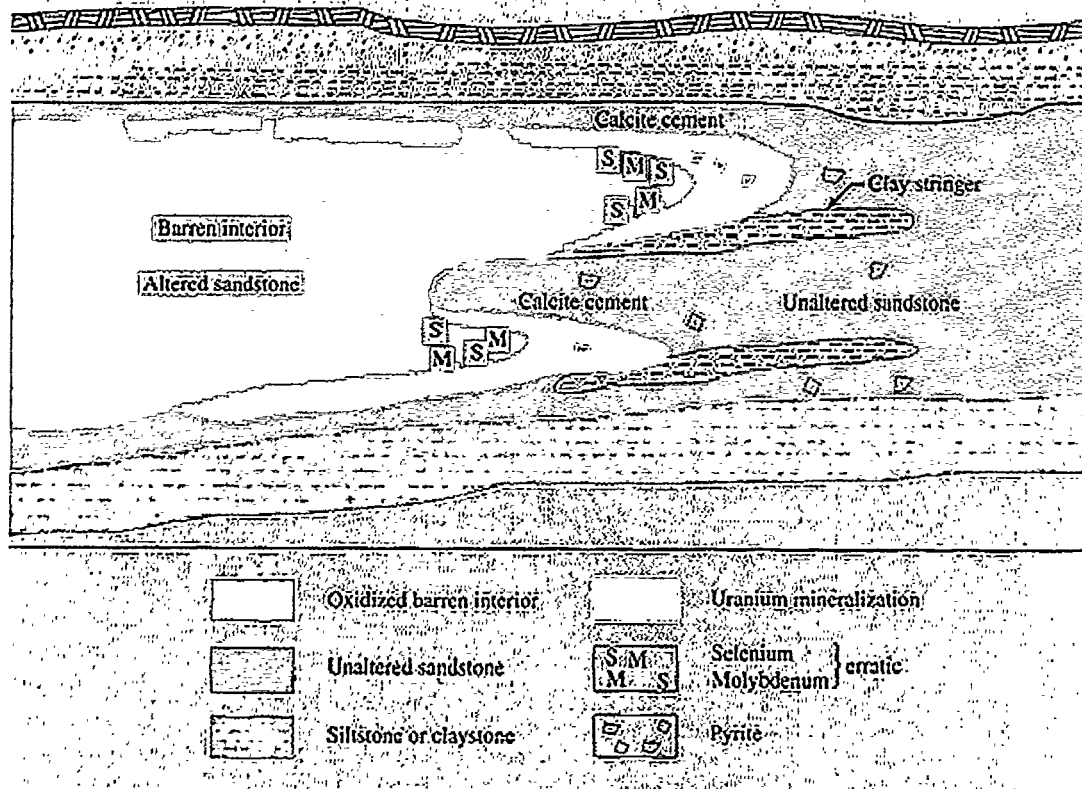 Calcite cement
S M S
M
S
Clay stringer
Barren interior
Altered sandstone
Calcite cement
Unaltered sandstone
S
M
M S
Oxidized barren interior
Uranium mineralization
Unaltered sandstone
S M
M S
Selenium
Molybdenum } erratic
Siltstone or claystone
Pyrite